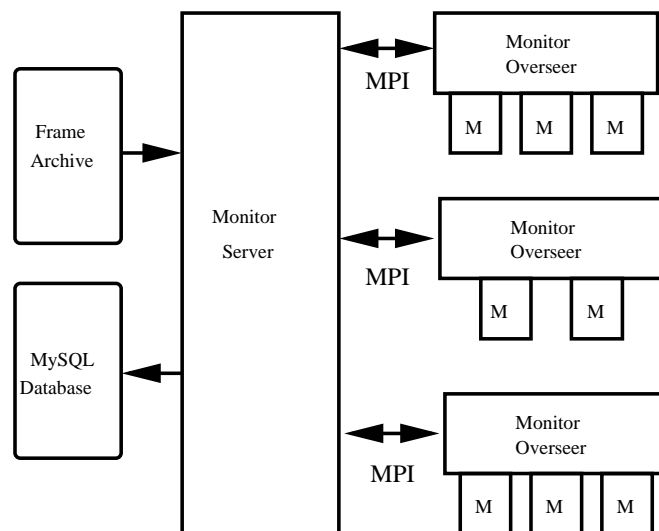 Frame
Archive
MySQL
Database
Monitor
Server
MPI
MPI
MPI
Monitor
Overseer
M M M
Monitor
Overseer
M M
Monitor
Overseer
M M M